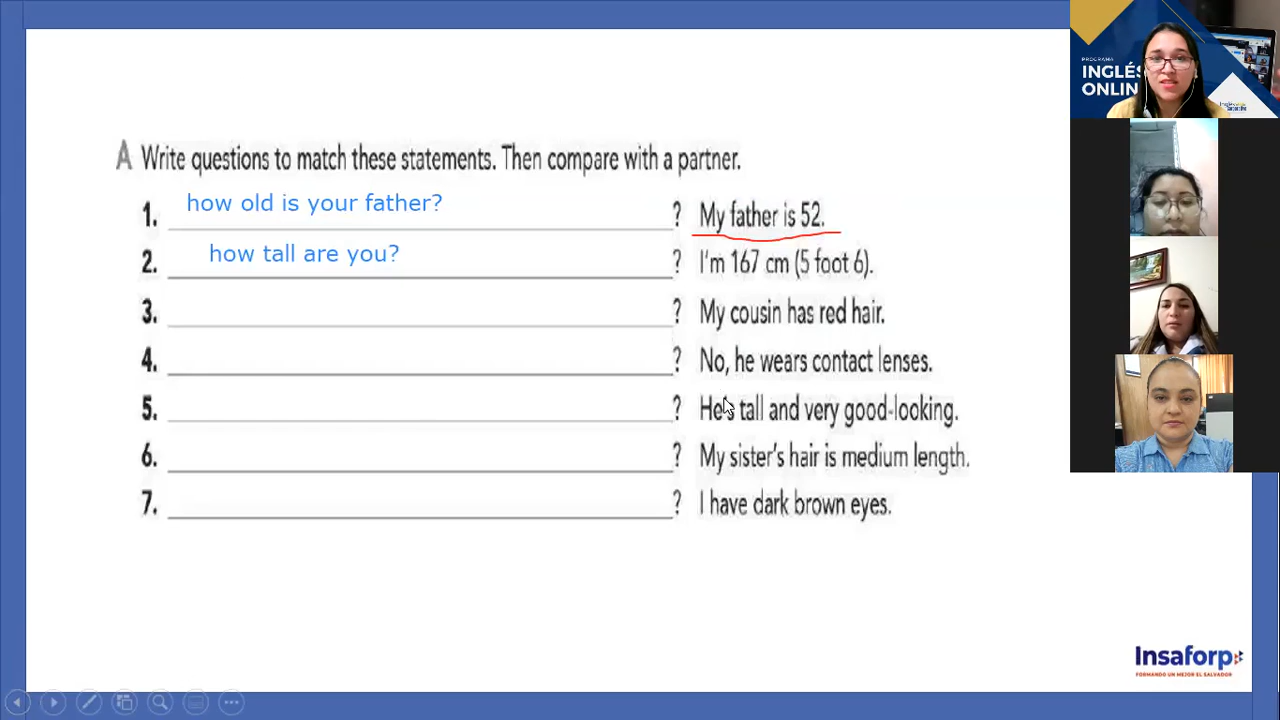 A Write questions to match these statements. Then compare with a partner.
1. how old is your father? ? My father is 52.
2. how tall are you? ? I'm 167 cm (5 foot 6).
3. ? My cousin has red hair.
4. ? No, he wears contact lenses.
5. ? He's tall and very good-looking.
6. ? My sister's hair is medium length.
7. ? I have dark brown eyes.
PROGRAMA
INGLÉS
ONLIN
Insaforp
FORMANDO UN MEJOR EL SALVADOR